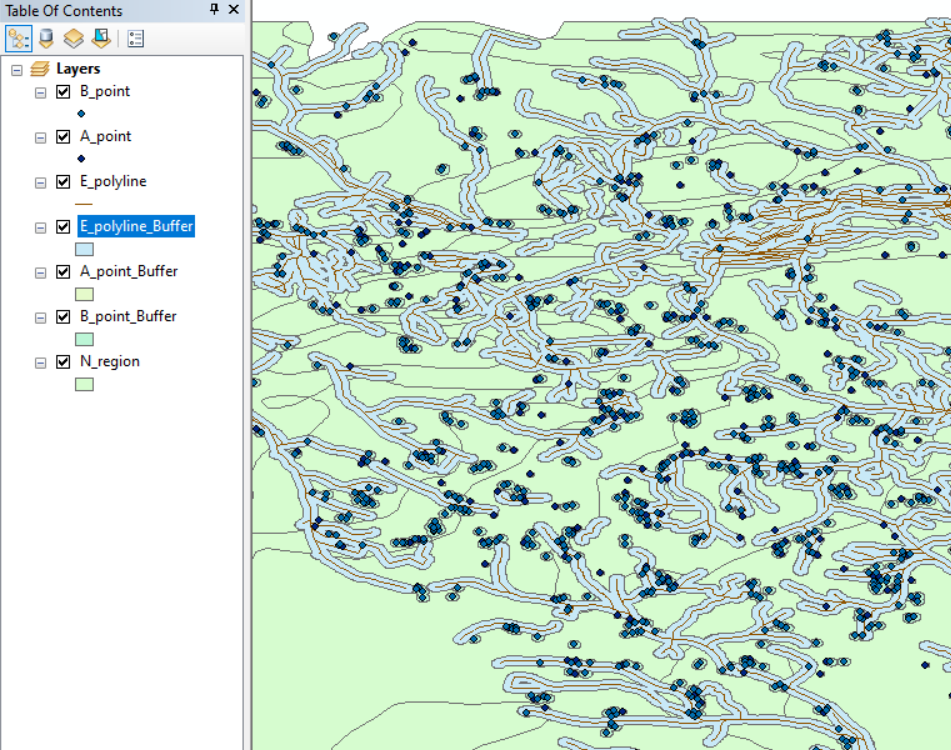 Table Of Contents
Layers
B_point
A_point
E_polyline
E_polyline_Buffer
A_point_Buffer
B_point_Buffer
N_region